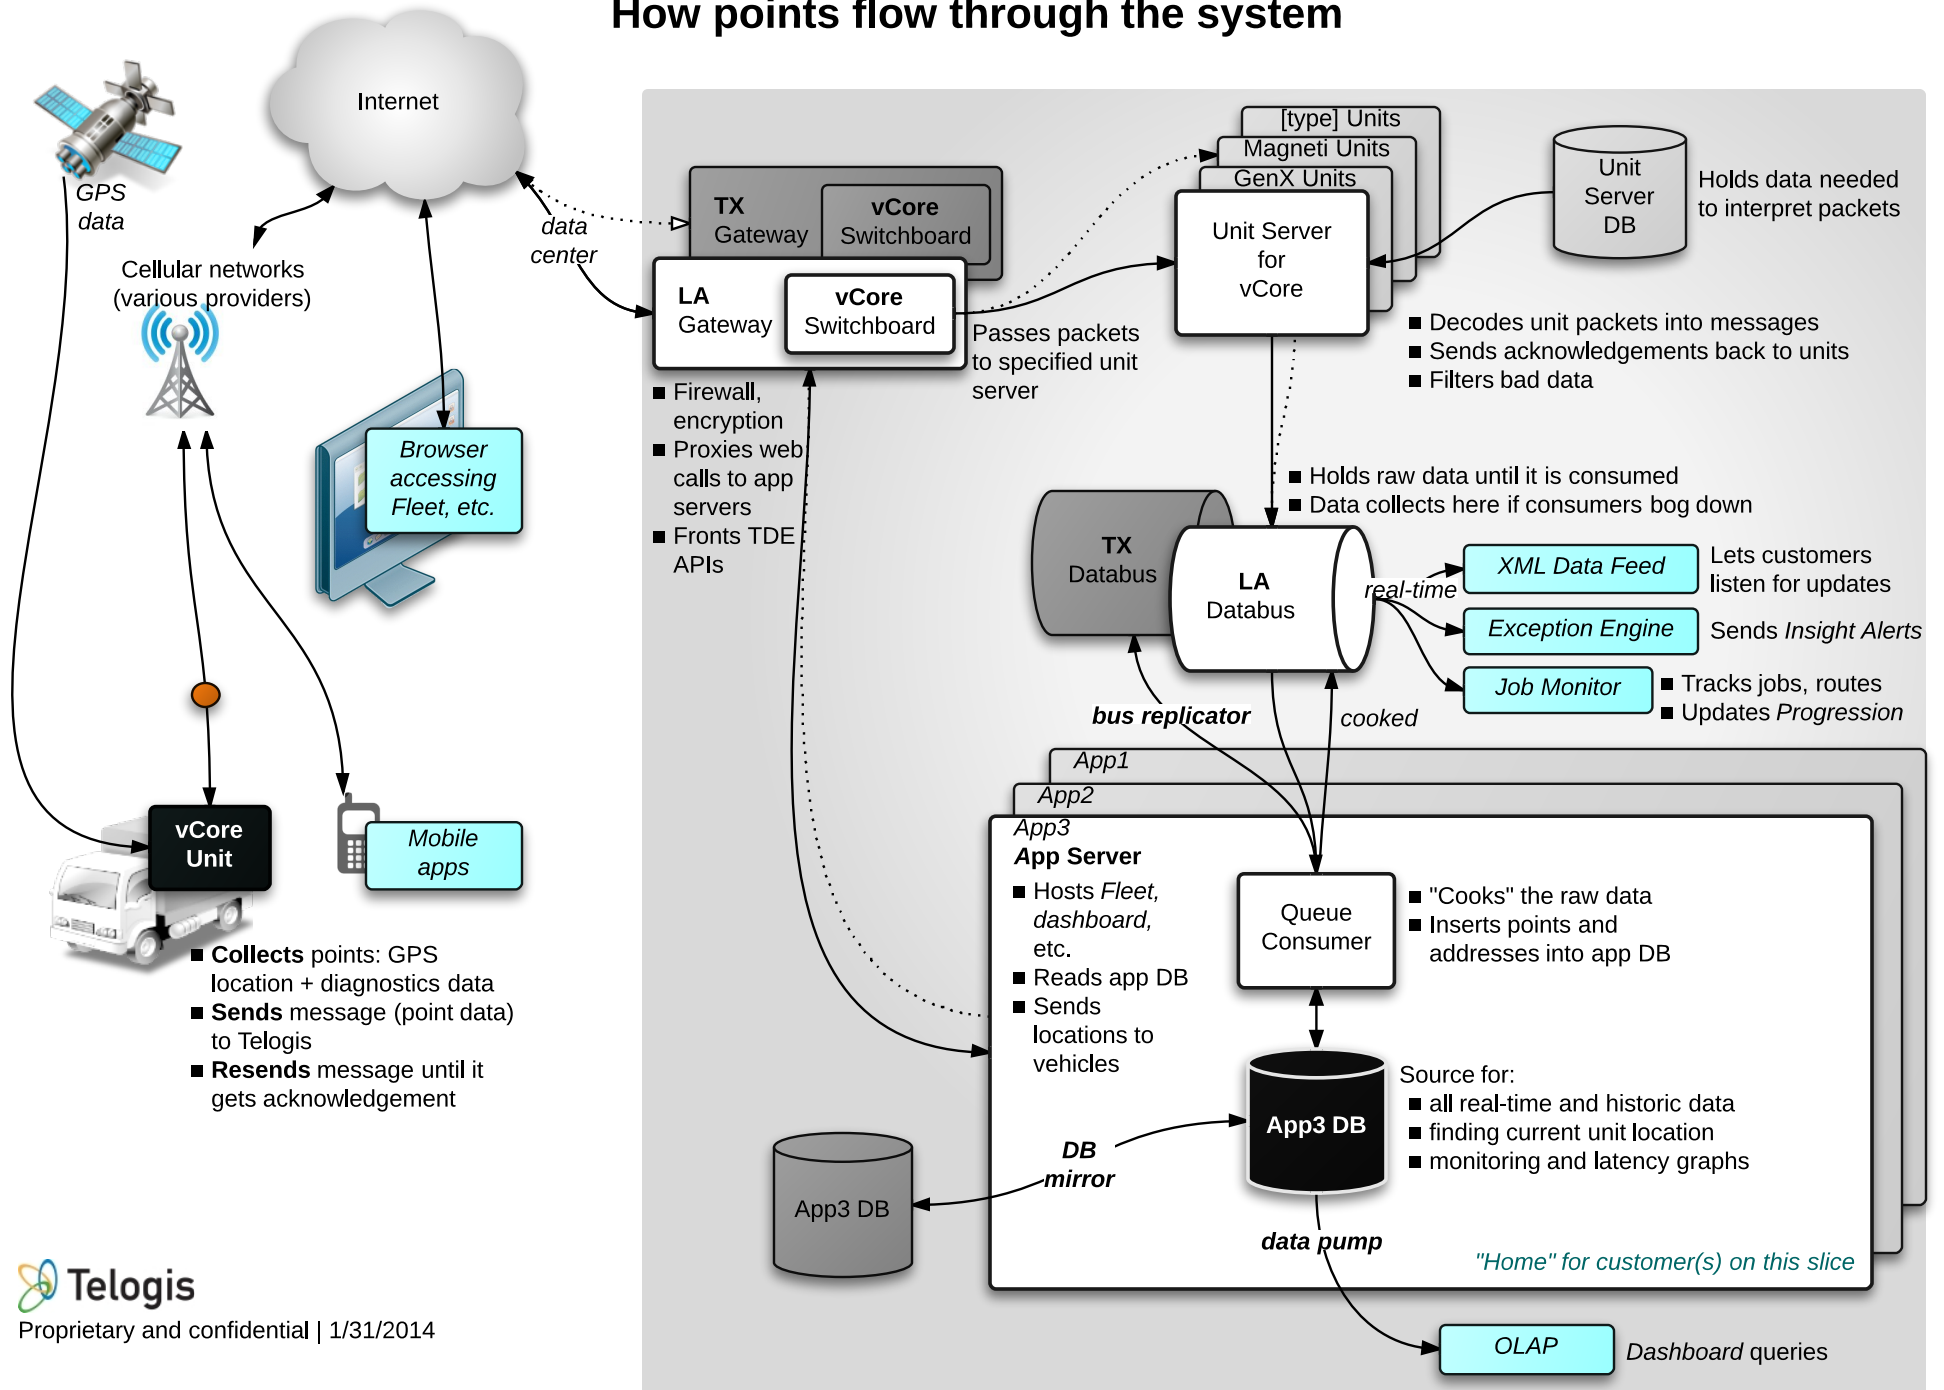 How points flow through the system
Internet
GPS
data
Cellular networks
(various providers)
data
center
Browser
accessing
Fleet, etc.
vCore
Unit
Mobile
apps
■ Collects points: GPS
location + diagnostics data
■ Sends message (point data)
to Telogis
■ Resends message until it
gets acknowledgement
TX
Gateway
vCore
Switchboard
LA
Gateway
vCore
Switchboard
■ Firewall,
encryption
■ Proxies web
calls to app
servers
■ Fronts TDE
APIs
Passes packets
to specified unit
server
[type] Units
Magneti Units
GenX Units
Unit Server
for
vCore
Unit
Server
DB
Holds data needed
to interpret packets
■ Decodes unit packets into messages
■ Sends acknowledgements back to units
■ Filters bad data
■ Holds raw data until it is consumed
■ Data collects here if consumers bog down
TX
Databus
LA
Databus
real-time
XML Data Feed
Lets customers
listen for updates
Exception Engine
Sends Insight Alerts
Job Monitor
■ Tracks jobs, routes
■ Updates Progression
bus replicator
cooked
App1
App2
App3
App Server
■ Hosts Fleet,
dashboard,
etc.
■ Reads app DB
■ Sends
locations to
vehicles
Queue
Consumer
■ "Cooks" the raw data
■ Inserts points and
addresses into app DB
App3 DB
Source for:
■ all real-time and historic data
■ finding current unit location
■ monitoring and latency graphs
DB
mirror
App3 DB
data pump
"Home" for customer(s) on this slice
OLAP
Dashboard queries
Telogis
Proprietary and confidential | 1/31/2014